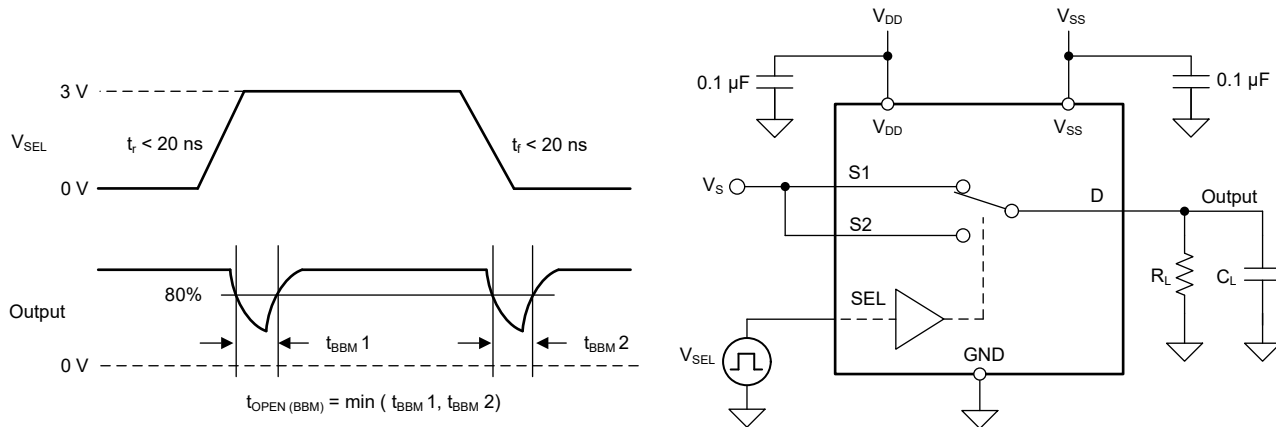 3 V
V_SEL
t_r < 20 ns
t_f < 20 ns
0 V
80%
Output
t_BBM 1
t_BBM 2
0 V
t_OPEN (BBM) = min ( t_BBM 1, t_BBM 2)
V_DD
V_SS
0.1 µF
0.1 µF
V_DD
V_SS
V_S
S1
D
Output
S2
R_L
C_L
SEL
V_SEL
GND